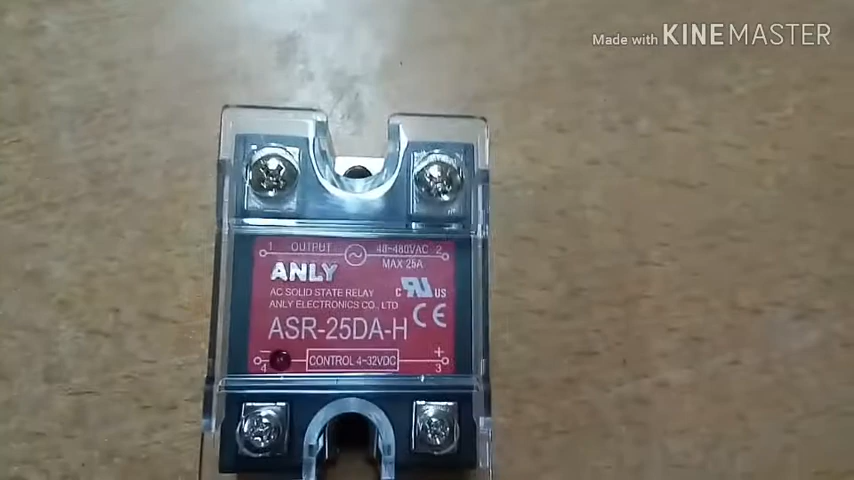 Made with KINEMASTER
1 OUTPUT 48-480VAC 2
MAX 25A
ANLY
AC SOLID STATE RELAY
ANLY ELECTRONICS CO., LTD
c RU US
CE
ASR-25DA-H
- +
4 CONTROL 4-32VDC 3